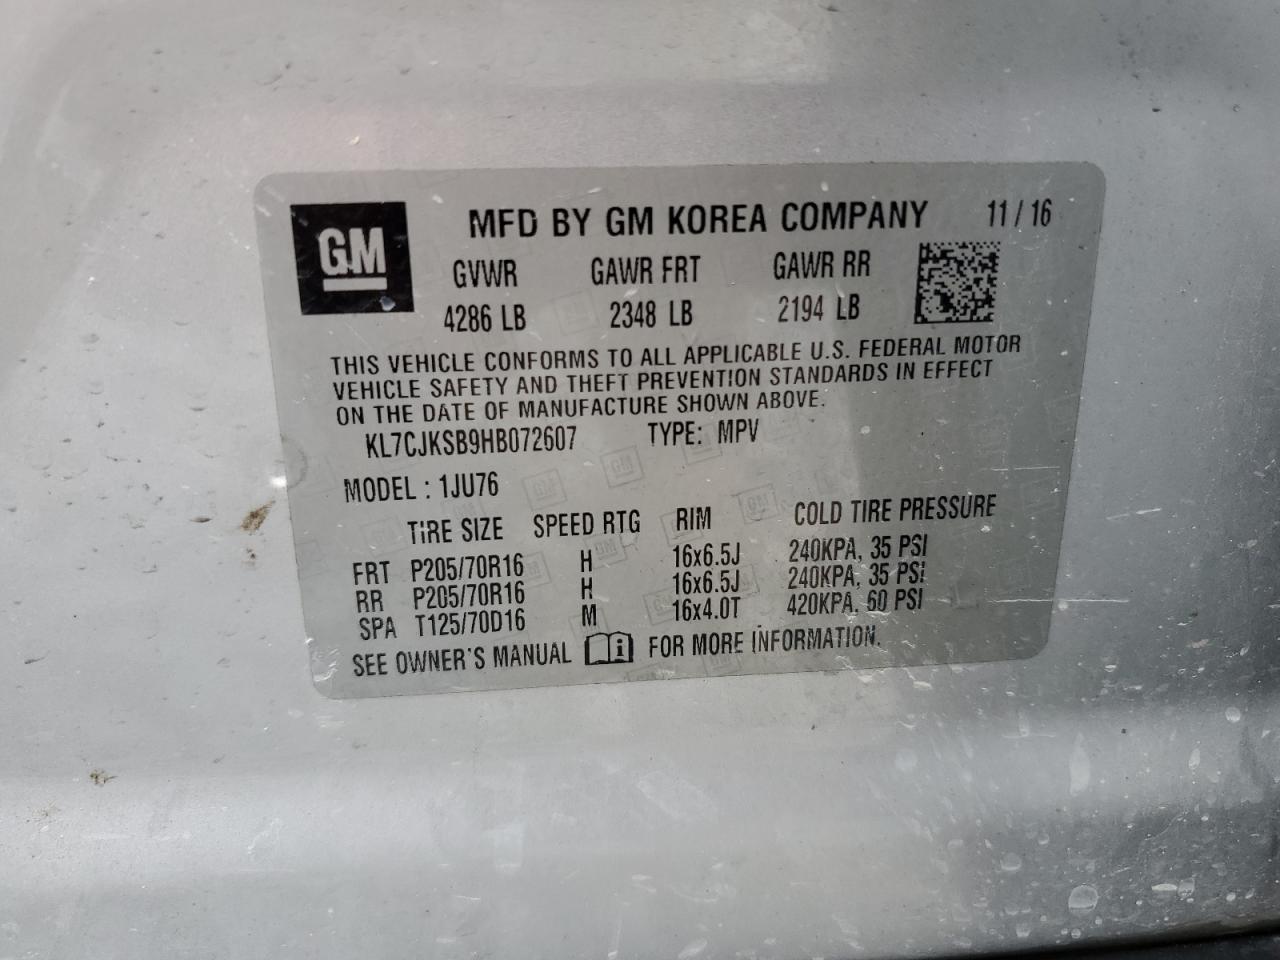 GM
MFD BY GM KOREA COMPANY 11 / 16
GVWR GAWR FRT GAWR RR
4286 LB 2348 LB 2194 LB
THIS VEHICLE CONFORMS TO ALL APPLICABLE U.S. FEDERAL MOTOR
VEHICLE SAFETY AND THEFT PREVENTION STANDARDS IN EFFECT
ON THE DATE OF MANUFACTURE SHOWN ABOVE.
KL7CJKSB9HB072607 TYPE: MPV
MODEL : 1JU76
TIRE SIZE SPEED RTG RIM COLD TIRE PRESSURE
FRT P205/70R16 H 16x6.5J 240KPA, 35 PSI
RR P205/70R16 H 16x6.5J 240KPA, 35 PSI
SPA T125/70D16 M 16x4.0T 420KPA, 60 PSI
SEE OWNER'S MANUAL i FOR MORE INFORMATION.